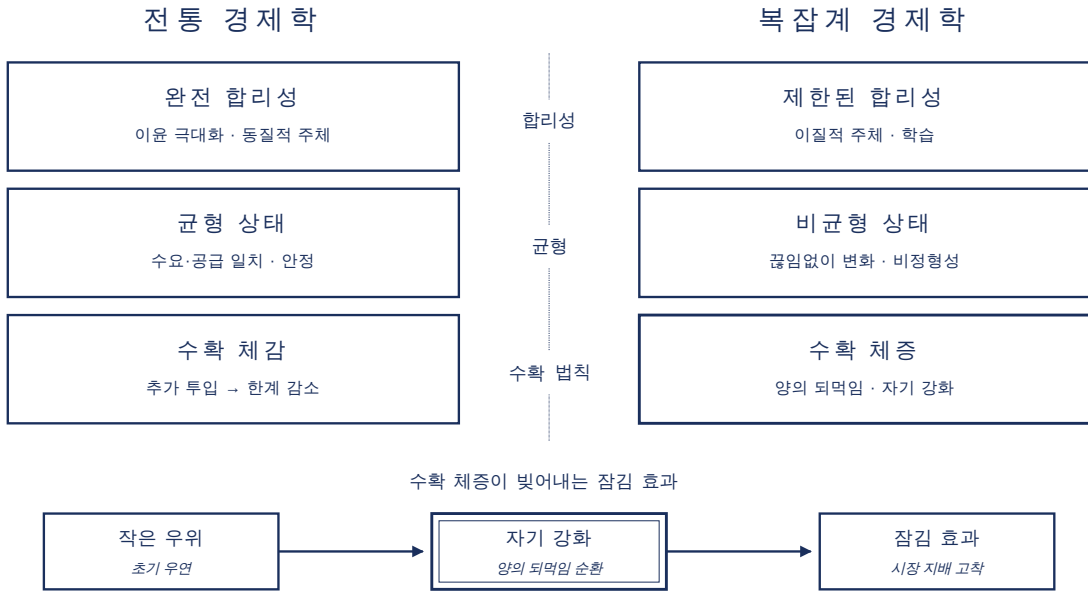 전통 경제학
복잡계 경제학
완전 합리성
이윤 극대화 · 동질적 주체
합리성
제한된 합리성
이질적 주체 · 학습
균형 상태
수요·공급 일치 · 안정
균형
비균형 상태
끊임없이 변화 · 비정형성
수확 체감
추가 투입 → 한계 감소
수확 법칙
수확 체증
양의 되먹임 · 자기 강화
수확 체증이 빚어내는 잠김 효과
작은 우위
초기 우연
자기 강화
양의 되먹임 순환
잠김 효과
시장 지배 고착